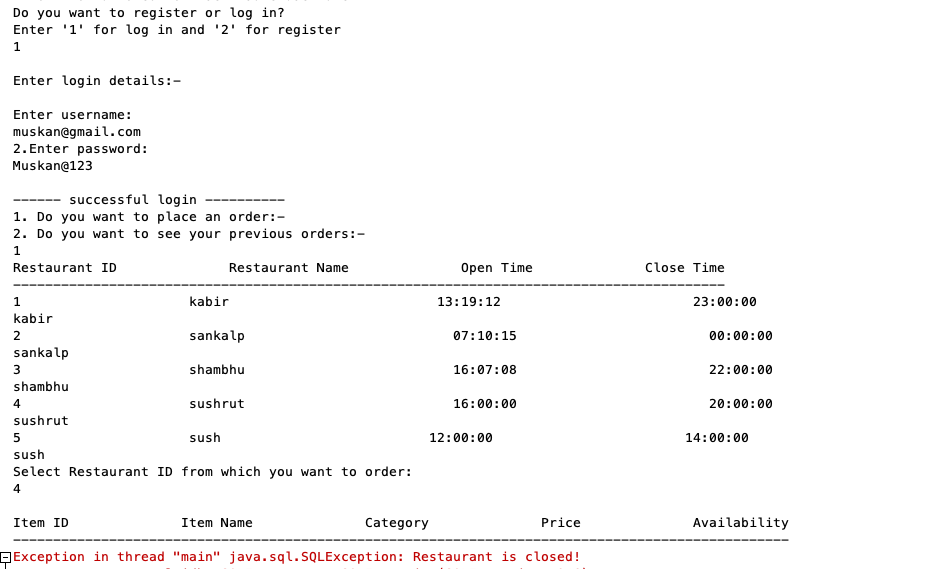 Do you want to register or log in?
Enter '1' for log in and '2' for register
1
Enter login details:-
Enter username:
muskan@gmail.com
2.Enter password:
Muskan@123
------ successful login ----------
1. Do you want to place an order:-
2. Do you want to see your previous orders:-
1
Restaurant ID Restaurant Name Open Time Close Time
-----------------------------------------------------------------------------------------
1 kabir 13:19:12 23:00:00
kabir
2 sankalp 07:10:15 00:00:00
sankalp
3 shambhu 16:07:08 22:00:00
shambhu
4 sushrut 16:00:00 20:00:00
sushrut
5 sush 12:00:00 14:00:00
sush
Select Restaurant ID from which you want to order:
4
Item ID Item Name Category Price Availability
-------------------------------------------------------------------------------------------------
Exception in thread "main" java.sql.SQLException: Restaurant is closed!